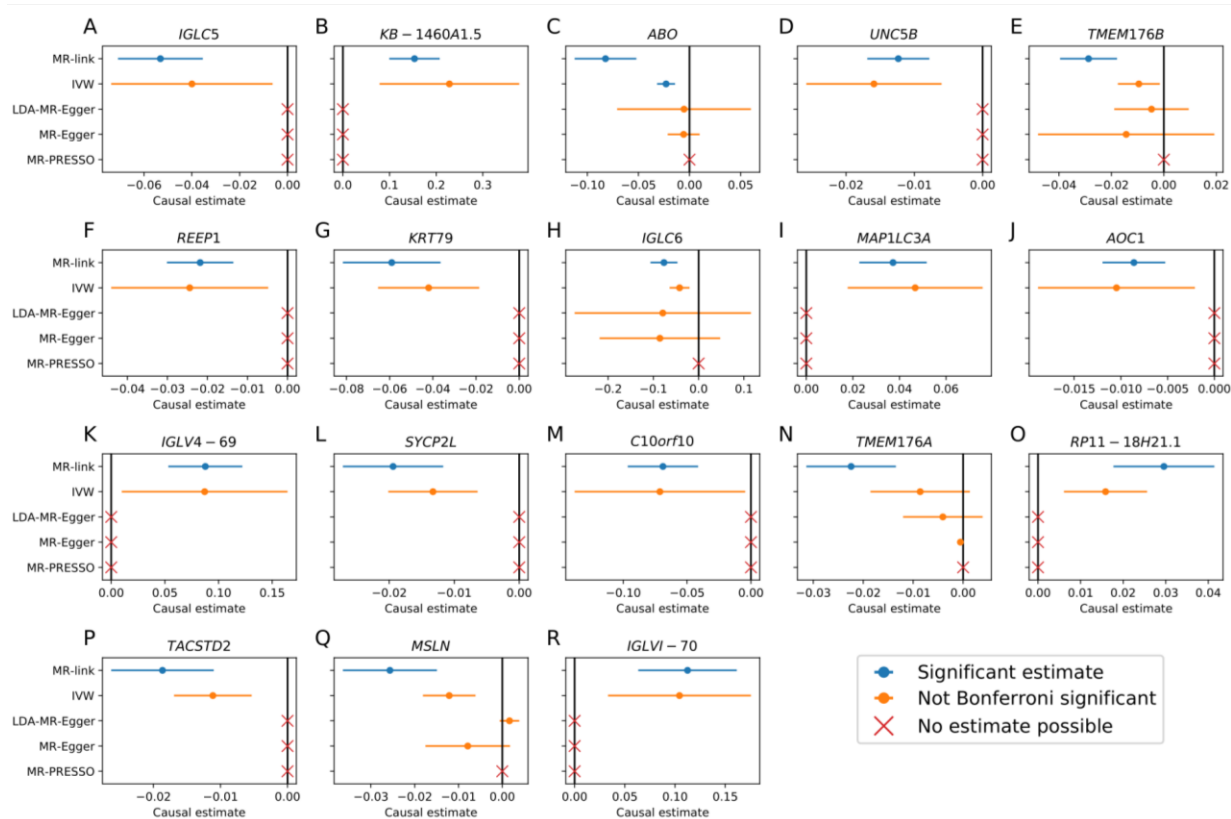 A IGLC5
B KB − 1460A1.5
C ABO
D UNC5B
E TMEM176B
MR-link
IVW
LDA-MR-Egger
MR-Egger
MR-PRESSO
−0.06 −0.04 −0.02 0.00
0.0 0.1 0.2 0.3
−0.10 −0.05 0.00 0.05
−0.02 −0.01 0.00
−0.04 −0.02 0.00 0.02
Causal estimate Causal estimate Causal estimate Causal estimate Causal estimate
F REEP1
G KRT79
H IGLC6
I MAP1LC3A
J AOC1
MR-link
IVW
LDA-MR-Egger
MR-Egger
MR-PRESSO
−0.04 −0.03 −0.02 −0.01 0.00
−0.08 −0.06 −0.04 −0.02 0.00
−0.2 −0.1 0.0 0.1
0.00 0.02 0.04 0.06
−0.015 −0.010 −0.005 0.000
Causal estimate Causal estimate Causal estimate Causal estimate Causal estimate
K IGLV4 − 69
L SYCP2L
M C10orf10
N TMEM176A
O RP11 − 18H21.1
MR-link
IVW
LDA-MR-Egger
MR-Egger
MR-PRESSO
0.00 0.05 0.10 0.15
−0.02 −0.01 0.00
−0.10 −0.05 0.00
−0.03 −0.02 −0.01 0.00
0.00 0.01 0.02 0.03 0.04
Causal estimate Causal estimate Causal estimate Causal estimate Causal estimate
P TACSTD2
Q MSLN
R IGLVI − 70
MR-link
IVW
LDA-MR-Egger
MR-Egger
MR-PRESSO
−0.02 −0.01 0.00
−0.03 −0.02 −0.01 0.00
0.00 0.05 0.10 0.15
Causal estimate Causal estimate Causal estimate
Significant estimate
Not Bonferroni significant
No estimate possible